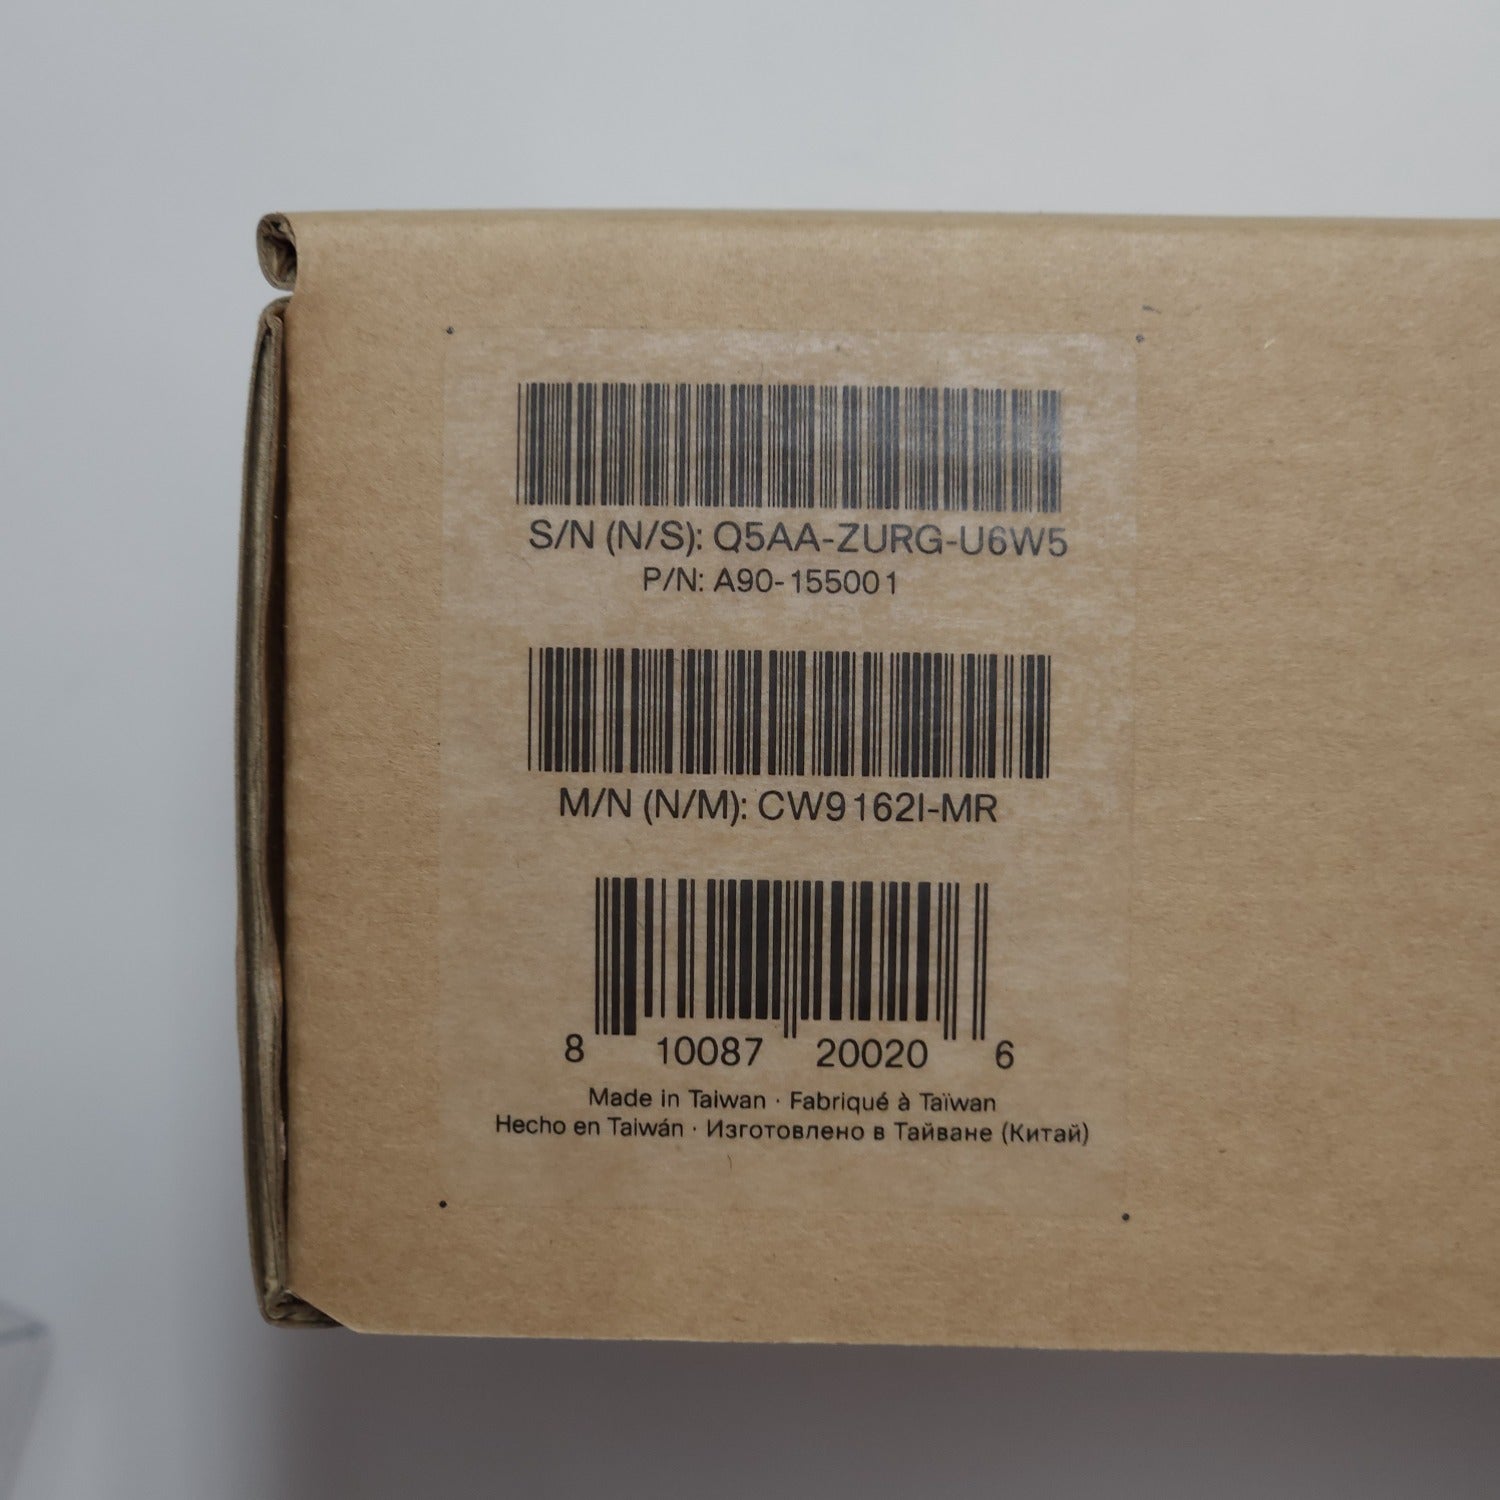 S/N (N/S): Q5AA-ZURG-U6W5
P/N: A90-155001
M/N (N/M): CW9162I-MR
8 10087 20020 6
Made in Taiwan · Fabriqué à Taïwan
Hecho en Taiwán · Изготовлено в Тайване (Китай)